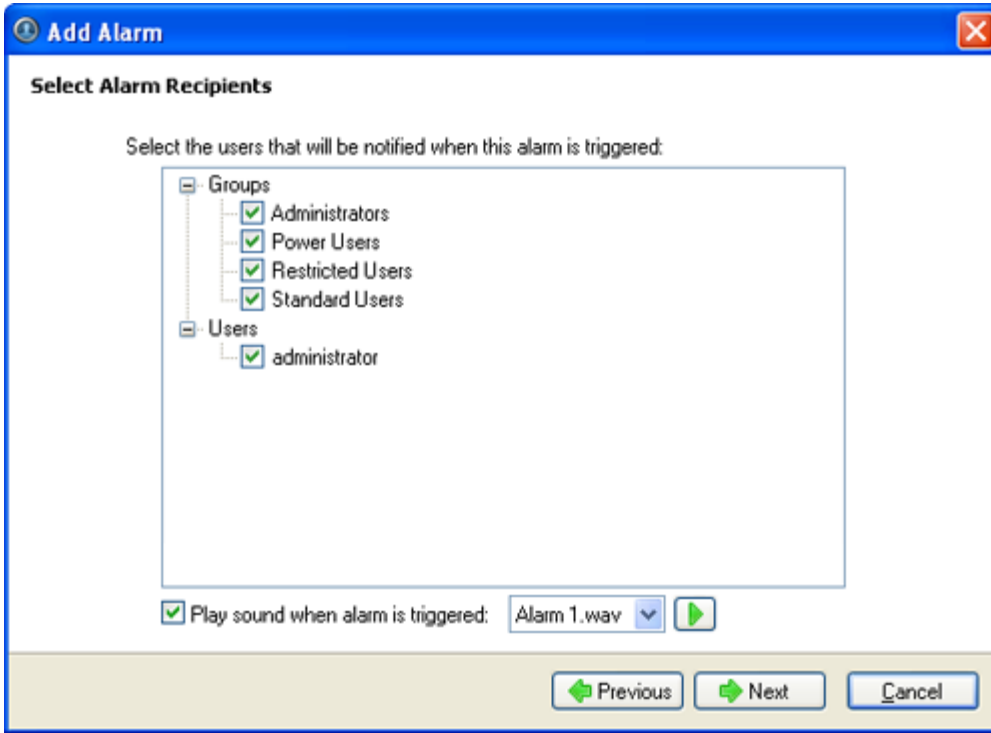 Add Alarm
Select Alarm Recipients
Select the users that will be notified when this alarm is triggered:
Groups
Administrators
Power Users
Restricted Users
Standard Users
Users
administrator
Play sound when alarm is triggered: Alarm 1.wav
Previous Next Cancel